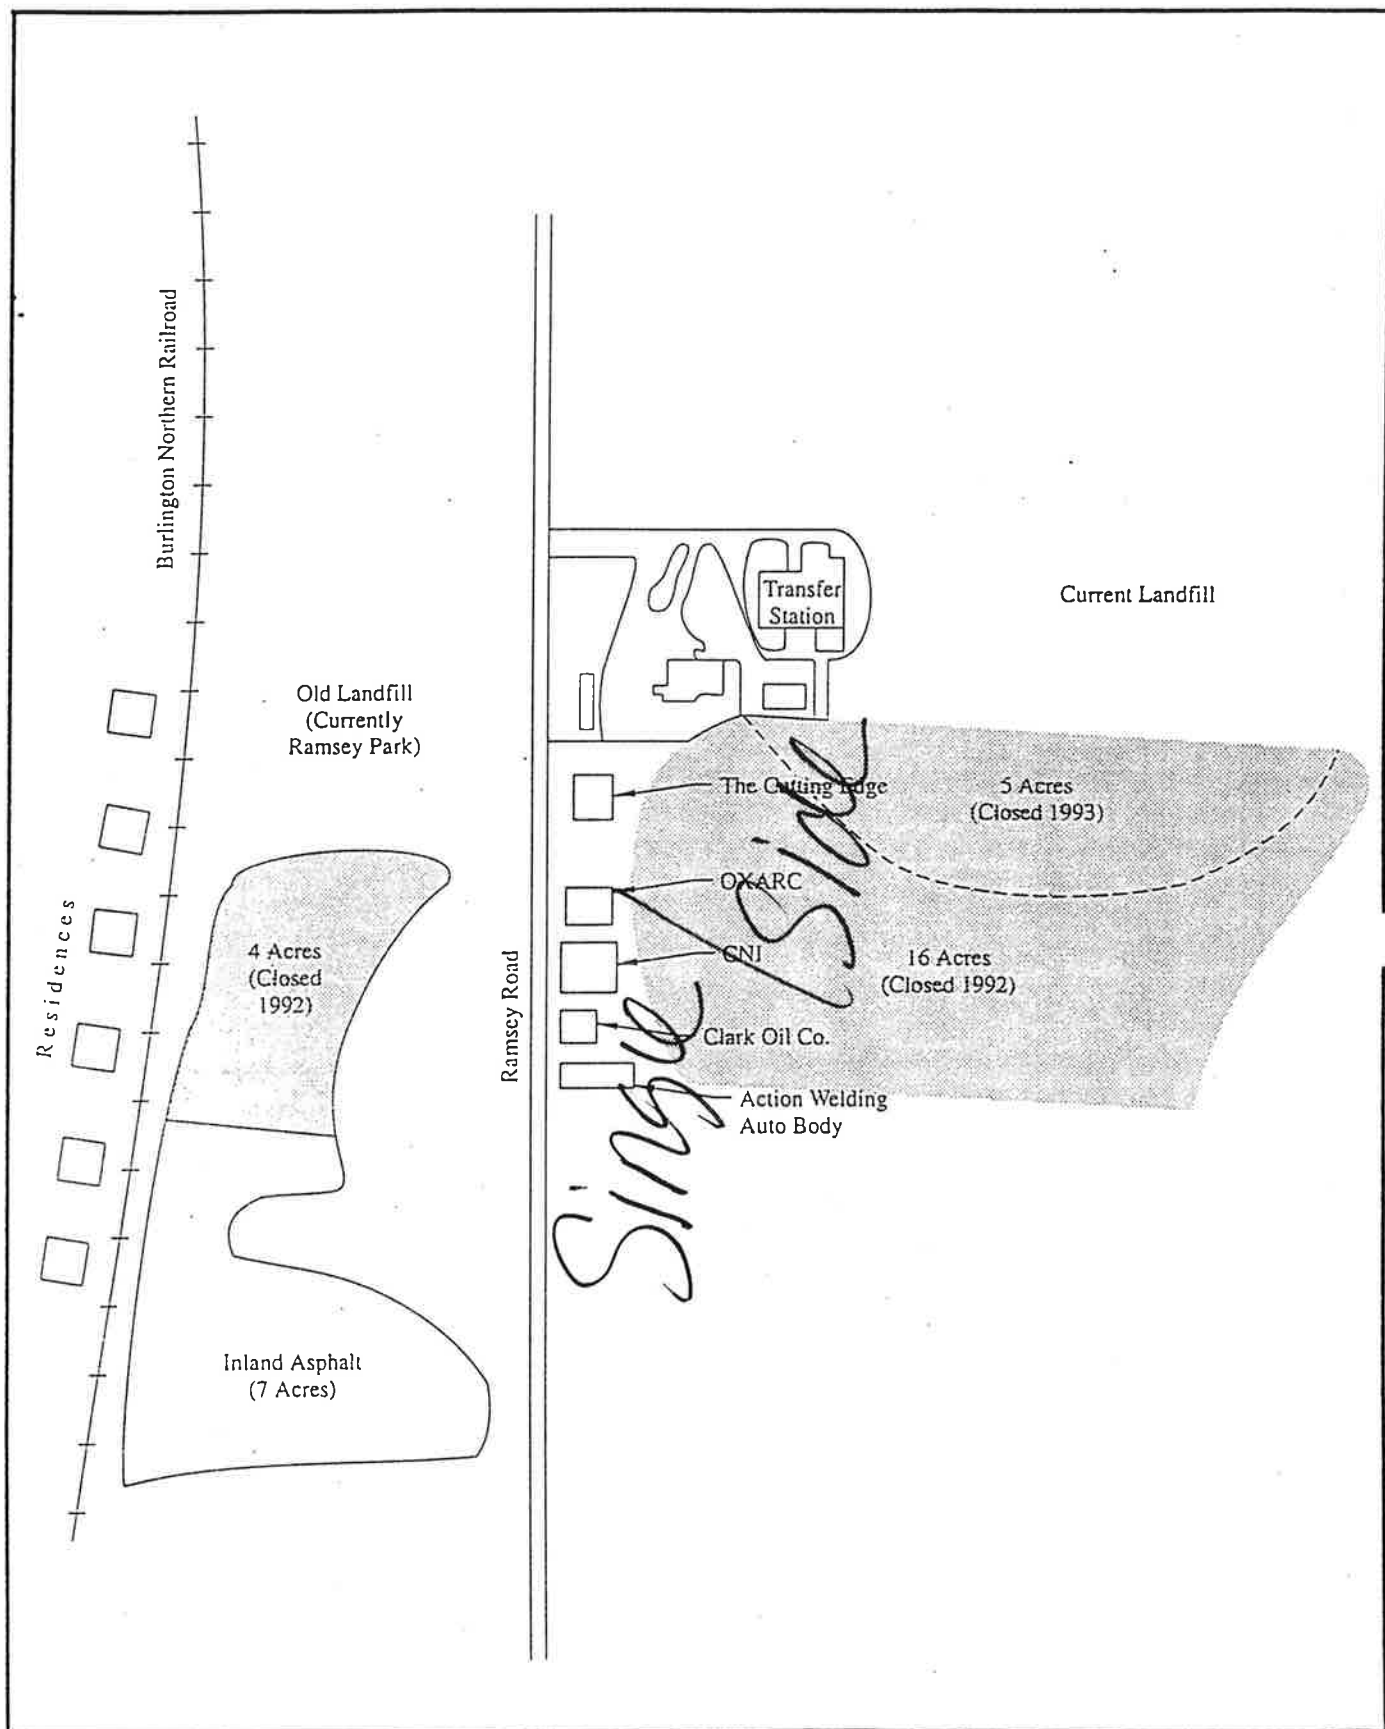 Burlington Northern Railroad
Transfer
Station
Current Landfill
Old Landfill
(Currently
Ramsey Park)
The Cutting Edge
5 Acres
(Closed 1993)
OXARC
Residences
4 Acres
(Closed
1992)
CNJ
16 Acres
(Closed 1992)
Ramsey Road
Clark Oil Co.
Action Welding
Auto Body
Single Side
Inland Asphalt
(7 Acres)